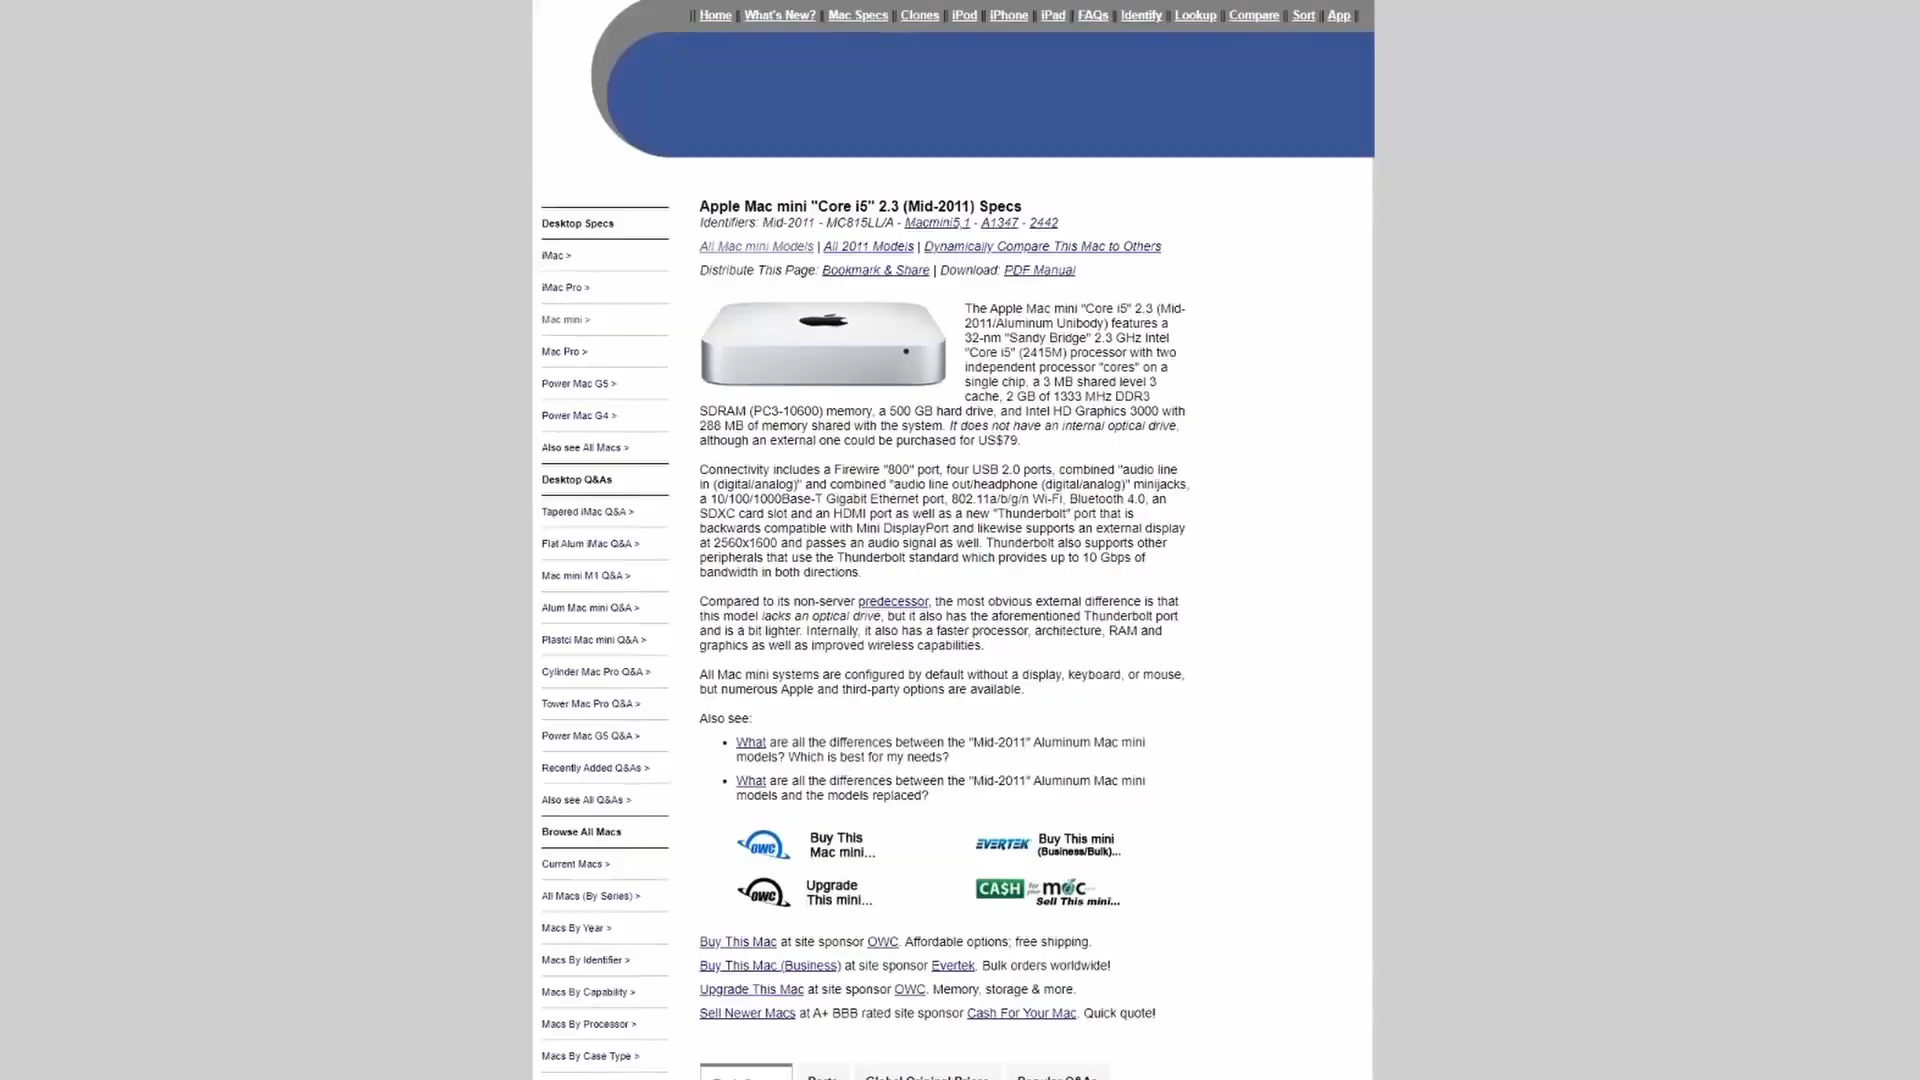 || Home || What's New? || Mac Specs || Clones || iPod || iPhone || iPad || FAQs || Identify || Lookup || Compare || Sort || App ||
Desktop Specs
iMac >
iMac Pro >
Mac mini >
Mac Pro >
Power Mac G5 >
Power Mac G4 >
Also see All Macs >
Desktop Q&As
Tapered iMac Q&A >
Flat Alum iMac Q&A >
Mac mini M1 Q&A >
Alum Mac mini Q&A >
Plastci Mac mini Q&A >
Cylinder Mac Pro Q&A >
Tower Mac Pro Q&A >
Power Mac G5 Q&A >
Recently Added Q&As >
Also see All Q&As >
Browse All Macs
Current Macs >
All Macs (By Series) >
Macs By Year >
Macs By Identifier >
Macs By Capability >
Macs By Processor >
Macs By Case Type >
Apple Mac mini "Core i5" 2.3 (Mid-2011) Specs
Identifiers: Mid-2011 - MC815LL/A - Macmini5,1 - A1347 - 2442
All Mac mini Models | All 2011 Models | Dynamically Compare This Mac to Others
Distribute This Page: Bookmark & Share | Download: PDF Manual
The Apple Mac mini "Core i5" 2.3 (Mid-
2011/Aluminum Unibody) features a
32-nm "Sandy Bridge" 2.3 GHz Intel
"Core i5" (2415M) processor with two
independent processor "cores" on a
single chip, a 3 MB shared level 3
cache, 2 GB of 1333 MHz DDR3
SDRAM (PC3-10600) memory, a 500 GB hard drive, and Intel HD Graphics 3000 with
288 MB of memory shared with the system. It does not have an internal optical drive,
although an external one could be purchased for US$79.
Connectivity includes a Firewire "800" port, four USB 2.0 ports, combined "audio line
in (digital/analog)" and combined "audio line out/headphone (digital/analog)" minijacks,
a 10/100/1000Base-T Gigabit Ethernet port, 802.11a/b/g/n Wi-Fi, Bluetooth 4.0, an
SDXC card slot and an HDMI port as well as a new "Thunderbolt" port that is
backwards compatible with Mini DisplayPort and likewise supports an external display
at 2560x1600 and passes an audio signal as well. Thunderbolt also supports other
peripherals that use the Thunderbolt standard which provides up to 10 Gbps of
bandwidth in both directions.
Compared to its non-server predecessor, the most obvious external difference is that
this model lacks an optical drive, but it also has the aforementioned Thunderbolt port
and is a bit lighter. Internally, it also has a faster processor, architecture, RAM and
graphics as well as improved wireless capabilities.
All Mac mini systems are configured by default without a display, keyboard, or mouse,
but numerous Apple and third-party options are available.
Also see:
• What are all the differences between the "Mid-2011" Aluminum Mac mini
models? Which is best for my needs?
• What are all the differences between the "Mid-2011" Aluminum Mac mini
models and the models replaced?
OWC Buy This
Mac mini...
EVERTEK Buy This mini
(Business/Bulk)...
OWC Upgrade
This mini...
CA$H for your mac
Sell This mini...
Buy This Mac at site sponsor OWC. Affordable options; free shipping.
Buy This Mac (Business) at site sponsor Evertek. Bulk orders worldwide!
Upgrade This Mac at site sponsor OWC. Memory, storage & more.
Sell Newer Macs at A+ BBB rated site sponsor Cash For Your Mac. Quick quote!
Parts Global Original Prices Popular Q&As